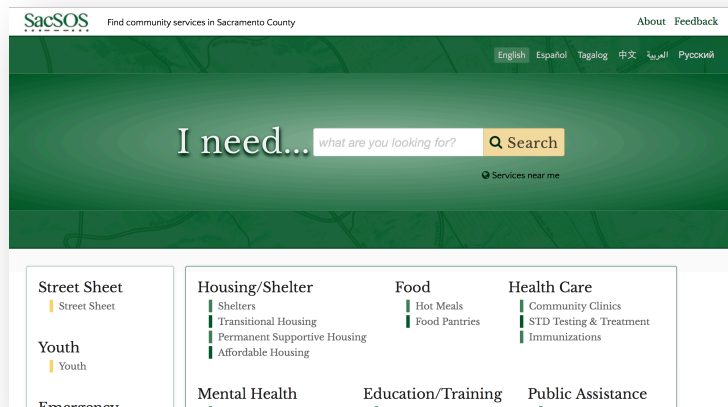 SacSOS Find community services in Sacramento County About Feedback
English Español Tagalog 中文 العربية Русский
I need... what are you looking for? Search
Services near me
Street Sheet
Street Sheet
Youth
Youth
Emergency
Housing/Shelter
Shelters
Transitional Housing
Permanent Supportive Housing
Affordable Housing
Food
Hot Meals
Food Pantries
Health Care
Community Clinics
STD Testing & Treatment
Immunizations
Mental Health
Education/Training
Public Assistance